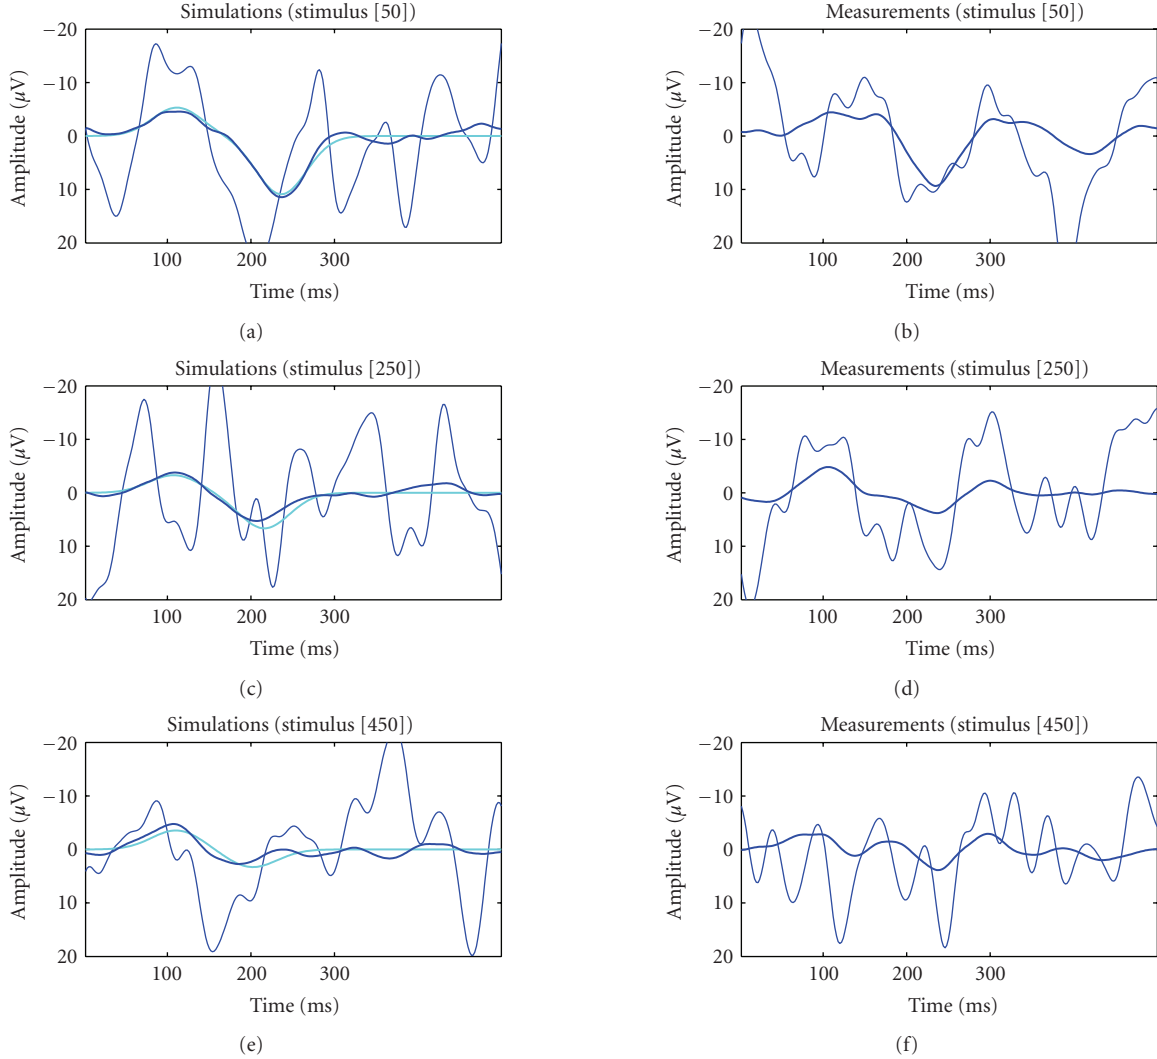 Simulations (stimulus [50])
−20
−10
0
10
20
Amplitude (μV)
100 200 300
Time (ms)
(a)
Measurements (stimulus [50])
−20
−10
0
10
20
Amplitude (μV)
100 200 300
Time (ms)
(b)
Simulations (stimulus [250])
−20
−10
0
10
20
Amplitude (μV)
100 200 300
Time (ms)
(c)
Measurements (stimulus [250])
−20
−10
0
10
20
Amplitude (μV)
100 200 300
Time (ms)
(d)
Simulations (stimulus [450])
−20
−10
0
10
20
Amplitude (μV)
100 200 300
Time (ms)
(e)
Measurements (stimulus [450])
−20
−10
0
10
20
Amplitude (μV)
100 200 300
Time (ms)
(f)